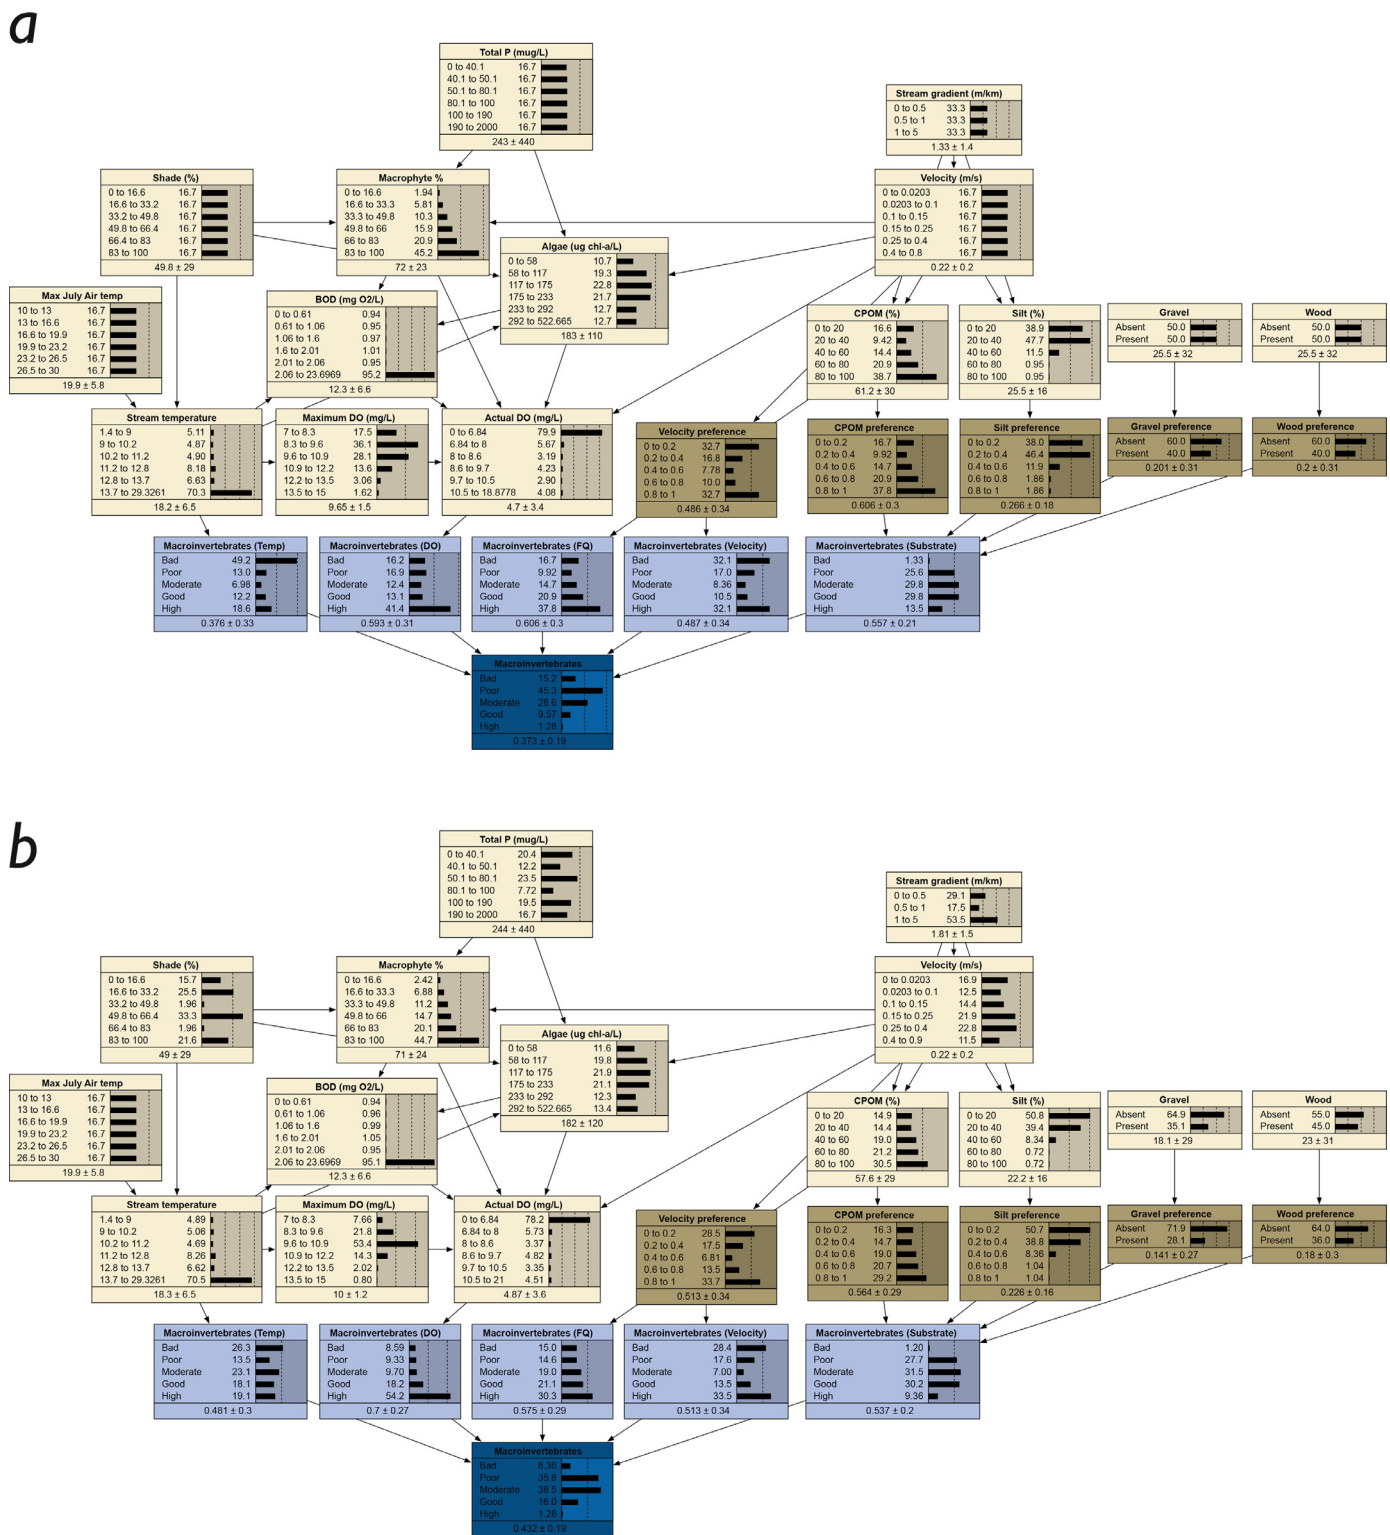 a
Total P (mug/L)
0 to 40.1 16.7
40.1 to 50.1 16.7
50.1 to 80.1 16.7
80.1 to 100 16.7
100 to 190 16.7
190 to 2000 16.7
243 ± 440
Stream gradient (m/km)
0 to 0.5 33.3
0.5 to 1 33.3
1 to 5 33.3
1.33 ± 1.4
Shade (%)
0 to 16.6 16.7
16.6 to 33.2 16.7
33.2 to 49.8 16.7
49.8 to 66.4 16.7
66.4 to 83 16.7
83 to 100 16.7
49.8 ± 29
Macrophyte %
0 to 16.6 1.94
16.6 to 33.3 5.81
33.3 to 49.8 10.3
49.8 to 66 15.9
66 to 83 20.9
83 to 100 45.2
72 ± 23
Velocity (m/s)
0 to 0.0203 16.7
0.0203 to 0.1 16.7
0.1 to 0.15 16.7
0.15 to 0.25 16.7
0.25 to 0.4 16.7
0.4 to 0.8 16.7
0.22 ± 0.2
Algae (ug chl-a/L)
0 to 58 10.7
58 to 117 19.3
117 to 175 22.8
175 to 233 21.7
233 to 292 12.7
292 to 522.665 12.7
183 ± 110
Max July Air temp
10 to 13 16.7
13 to 16.6 16.7
16.6 to 19.9 16.7
19.9 to 23.2 16.7
23.2 to 26.5 16.7
26.5 to 30 16.7
19.9 ± 5.8
BOD (mg O2/L)
0 to 0.61 0.94
0.61 to 1.06 0.95
1.06 to 1.6 0.97
1.6 to 2.01 1.01
2.01 to 2.06 0.95
2.06 to 23.6969 95.2
12.3 ± 6.6
CPOM (%)
0 to 20 16.6
20 to 40 9.42
40 to 60 14.4
60 to 80 20.9
80 to 100 38.7
61.2 ± 30
Silt (%)
0 to 20 38.9
20 to 40 47.7
40 to 60 11.5
60 to 80 0.95
80 to 100 0.95
25.5 ± 16
Gravel
Absent 50.0
Present 50.0
25.5 ± 32
Wood
Absent 50.0
Present 50.0
25.5 ± 32
Stream temperature
1.4 to 9 5.11
9 to 10.2 4.87
10.2 to 11.2 4.90
11.2 to 12.8 8.18
12.8 to 13.7 6.63
13.7 to 29.3261 70.3
18.2 ± 6.5
Maximum DO (mg/L)
7 to 8.3 17.5
8.3 to 9.6 36.1
9.6 to 10.9 28.1
10.9 to 12.2 13.6
12.2 to 13.5 3.06
13.5 to 15 1.62
9.65 ± 1.5
Actual DO (mg/L)
0 to 6.84 79.9
6.84 to 8 5.67
8 to 8.6 3.19
8.6 to 9.7 4.23
9.7 to 10.5 2.90
10.5 to 18.8778 4.08
4.7 ± 3.4
Velocity preference
0 to 0.2 32.7
0.2 to 0.4 16.8
0.4 to 0.6 7.78
0.6 to 0.8 10.0
0.8 to 1 32.7
0.486 ± 0.34
CPOM preference
0 to 0.2 16.7
0.2 to 0.4 9.92
0.4 to 0.6 14.7
0.6 to 0.8 20.9
0.8 to 1 37.8
0.606 ± 0.3
Silt preference
0 to 0.2 38.0
0.2 to 0.4 46.4
0.4 to 0.6 11.9
0.6 to 0.8 1.86
0.8 to 1 1.86
0.266 ± 0.18
Gravel preference
Absent 60.0
Present 40.0
0.201 ± 0.31
Wood preference
Absent 60.0
Present 40.0
0.2 ± 0.31
Macroinvertebrates (Temp)
Bad 49.2
Poor 13.0
Moderate 6.98
Good 12.2
High 18.6
0.376 ± 0.33
Macroinvertebrates (DO)
Bad 16.2
Poor 16.9
Moderate 12.4
Good 13.1
High 41.4
0.593 ± 0.31
Macroinvertebrates (FQ)
Bad 16.7
Poor 9.92
Moderate 14.7
Good 20.9
High 37.8
0.606 ± 0.3
Macroinvertebrates (Velocity)
Bad 32.1
Poor 17.0
Moderate 8.36
Good 10.5
High 32.1
0.487 ± 0.34
Macroinvertebrates (Substrate)
Bad 1.33
Poor 25.6
Moderate 29.8
Good 29.8
High 13.5
0.557 ± 0.21
Macroinvertebrates
Bad 15.2
Poor 45.3
Moderate 28.6
Good 9.57
High 1.28
0.373 ± 0.19
b
Total P (mug/L)
0 to 40.1 20.4
40.1 to 50.1 12.2
50.1 to 80.1 23.5
80.1 to 100 7.72
100 to 190 19.5
190 to 2000 16.7
244 ± 440
Stream gradient (m/km)
0 to 0.5 29.1
0.5 to 1 17.5
1 to 5 53.5
1.81 ± 1.5
Shade (%)
0 to 16.6 15.7
16.6 to 33.2 25.5
33.2 to 49.8 1.96
49.8 to 66.4 33.3
66.4 to 83 1.96
83 to 100 21.6
49 ± 29
Macrophyte %
0 to 16.6 2.42
16.6 to 33.3 6.88
33.3 to 49.8 11.2
49.8 to 66 14.7
66 to 83 20.1
83 to 100 44.7
71 ± 24
Velocity (m/s)
0 to 0.0203 16.9
0.0203 to 0.1 12.5
0.1 to 0.15 14.4
0.15 to 0.25 21.9
0.25 to 0.4 22.8
0.4 to 0.9 11.5
0.22 ± 0.2
Algae (ug chl-a/L)
0 to 58 11.6
58 to 117 19.8
117 to 175 21.9
175 to 233 21.1
233 to 292 12.3
292 to 522.665 13.4
182 ± 120
Max July Air temp
10 to 13 16.7
13 to 16.6 16.7
16.6 to 19.9 16.7
19.9 to 23.2 16.7
23.2 to 26.5 16.7
26.5 to 30 16.7
19.9 ± 5.8
BOD (mg O2/L)
0 to 0.61 0.94
0.61 to 1.06 0.96
1.06 to 1.6 0.99
1.6 to 2.01 1.05
2.01 to 2.06 0.95
2.06 to 23.6969 95.1
12.3 ± 6.6
CPOM (%)
0 to 20 14.9
20 to 40 14.4
40 to 60 19.0
60 to 80 21.2
80 to 100 30.5
57.6 ± 29
Silt (%)
0 to 20 50.8
20 to 40 39.4
40 to 60 8.34
60 to 80 0.72
80 to 100 0.72
22.2 ± 16
Gravel
Absent 64.9
Present 35.1
18.1 ± 29
Wood
Absent 55.0
Present 45.0
23 ± 31
Stream temperature
1.4 to 9 4.89
9 to 10.2 5.06
10.2 to 11.2 4.69
11.2 to 12.8 8.26
12.8 to 13.7 6.62
13.7 to 29.3261 70.5
18.3 ± 6.5
Maximum DO (mg/L)
7 to 8.3 7.66
8.3 to 9.6 21.8
9.6 to 10.9 53.4
10.9 to 12.2 14.3
12.2 to 13.5 2.02
13.5 to 15 0.80
10 ± 1.2
Actual DO (mg/L)
0 to 6.84 78.2
6.84 to 8 5.73
8 to 8.6 3.37
8.6 to 9.7 4.82
9.7 to 10.5 3.35
10.5 to 21 4.51
4.87 ± 3.6
Velocity preference
0 to 0.2 28.5
0.2 to 0.4 17.5
0.4 to 0.6 6.81
0.6 to 0.8 13.5
0.8 to 1 33.7
0.513 ± 0.34
CPOM preference
0 to 0.2 16.3
0.2 to 0.4 14.7
0.4 to 0.6 19.0
0.6 to 0.8 20.7
0.8 to 1 29.2
0.564 ± 0.29
Silt preference
0 to 0.2 50.7
0.2 to 0.4 38.8
0.4 to 0.6 8.36
0.6 to 0.8 1.04
0.8 to 1 1.04
0.226 ± 0.16
Gravel preference
Absent 71.9
Present 28.1
0.141 ± 0.27
Wood preference
Absent 64.0
Present 36.0
0.18 ± 0.3
Macroinvertebrates (Temp)
Bad 26.3
Poor 13.5
Moderate 23.1
Good 18.1
High 19.1
0.481 ± 0.3
Macroinvertebrates (DO)
Bad 8.59
Poor 9.33
Moderate 9.70
Good 18.2
High 54.2
0.7 ± 0.27
Macroinvertebrates (FQ)
Bad 15.0
Poor 14.6
Moderate 19.0
Good 21.1
High 30.3
0.575 ± 0.29
Macroinvertebrates (Velocity)
Bad 28.4
Poor 17.6
Moderate 7.00
Good 13.5
High 33.5
0.513 ± 0.34
Macroinvertebrates (Substrate)
Bad 1.20
Poor 27.7
Moderate 31.5
Good 30.2
High 9.36
0.537 ± 0.2
Macroinvertebrates
Bad 8.36
Poor 35.8
Moderate 38.5
Good 16.0
High 1.28
0.432 ± 0.19